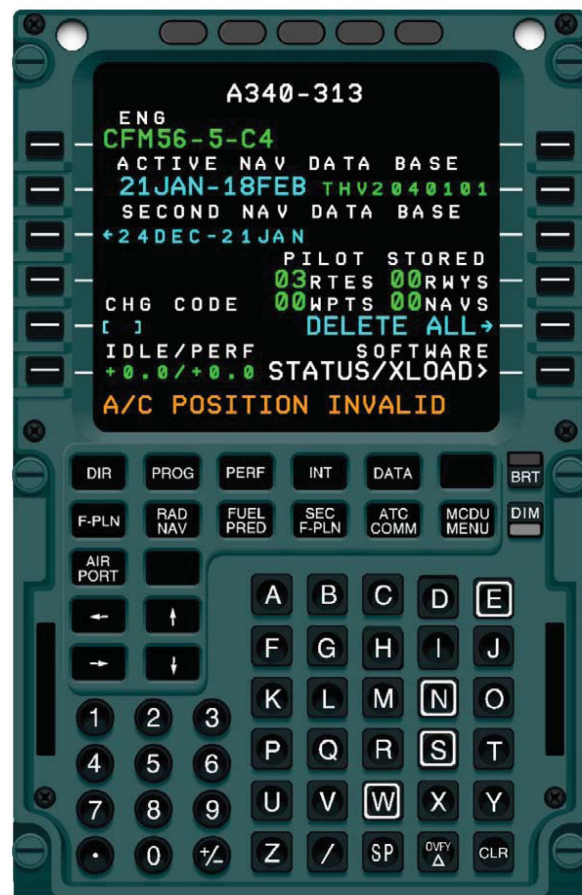 A340-313
ENG
CFM56-5-C4
ACTIVE NAV DATA BASE
21JAN-18FEB THV2040101
SECOND NAV DATA BASE
←24DEC-21JAN
PILOT STORED
03RTES 00RWYS
CHG CODE 00WPTS 00NAVS
[ ] DELETE ALL→
IDLE/PERF SOFTWARE
+0.0/+0.0 STATUS/XLOAD>
A/C POSITION INVALID
DIR PROG PERF INT DATA BRT
F-PLN RAD NAV FUEL PRED SEC F-PLN ATC COMM MCDU MENU DIM
AIR PORT
← ↑
→ ↓
A B C D E
F G H I J
K L M N O
1 2 3
P Q R S T
4 5 6
U V W X Y
7 8 9
Z / SP OVFY Δ CLR
. 0 +/-